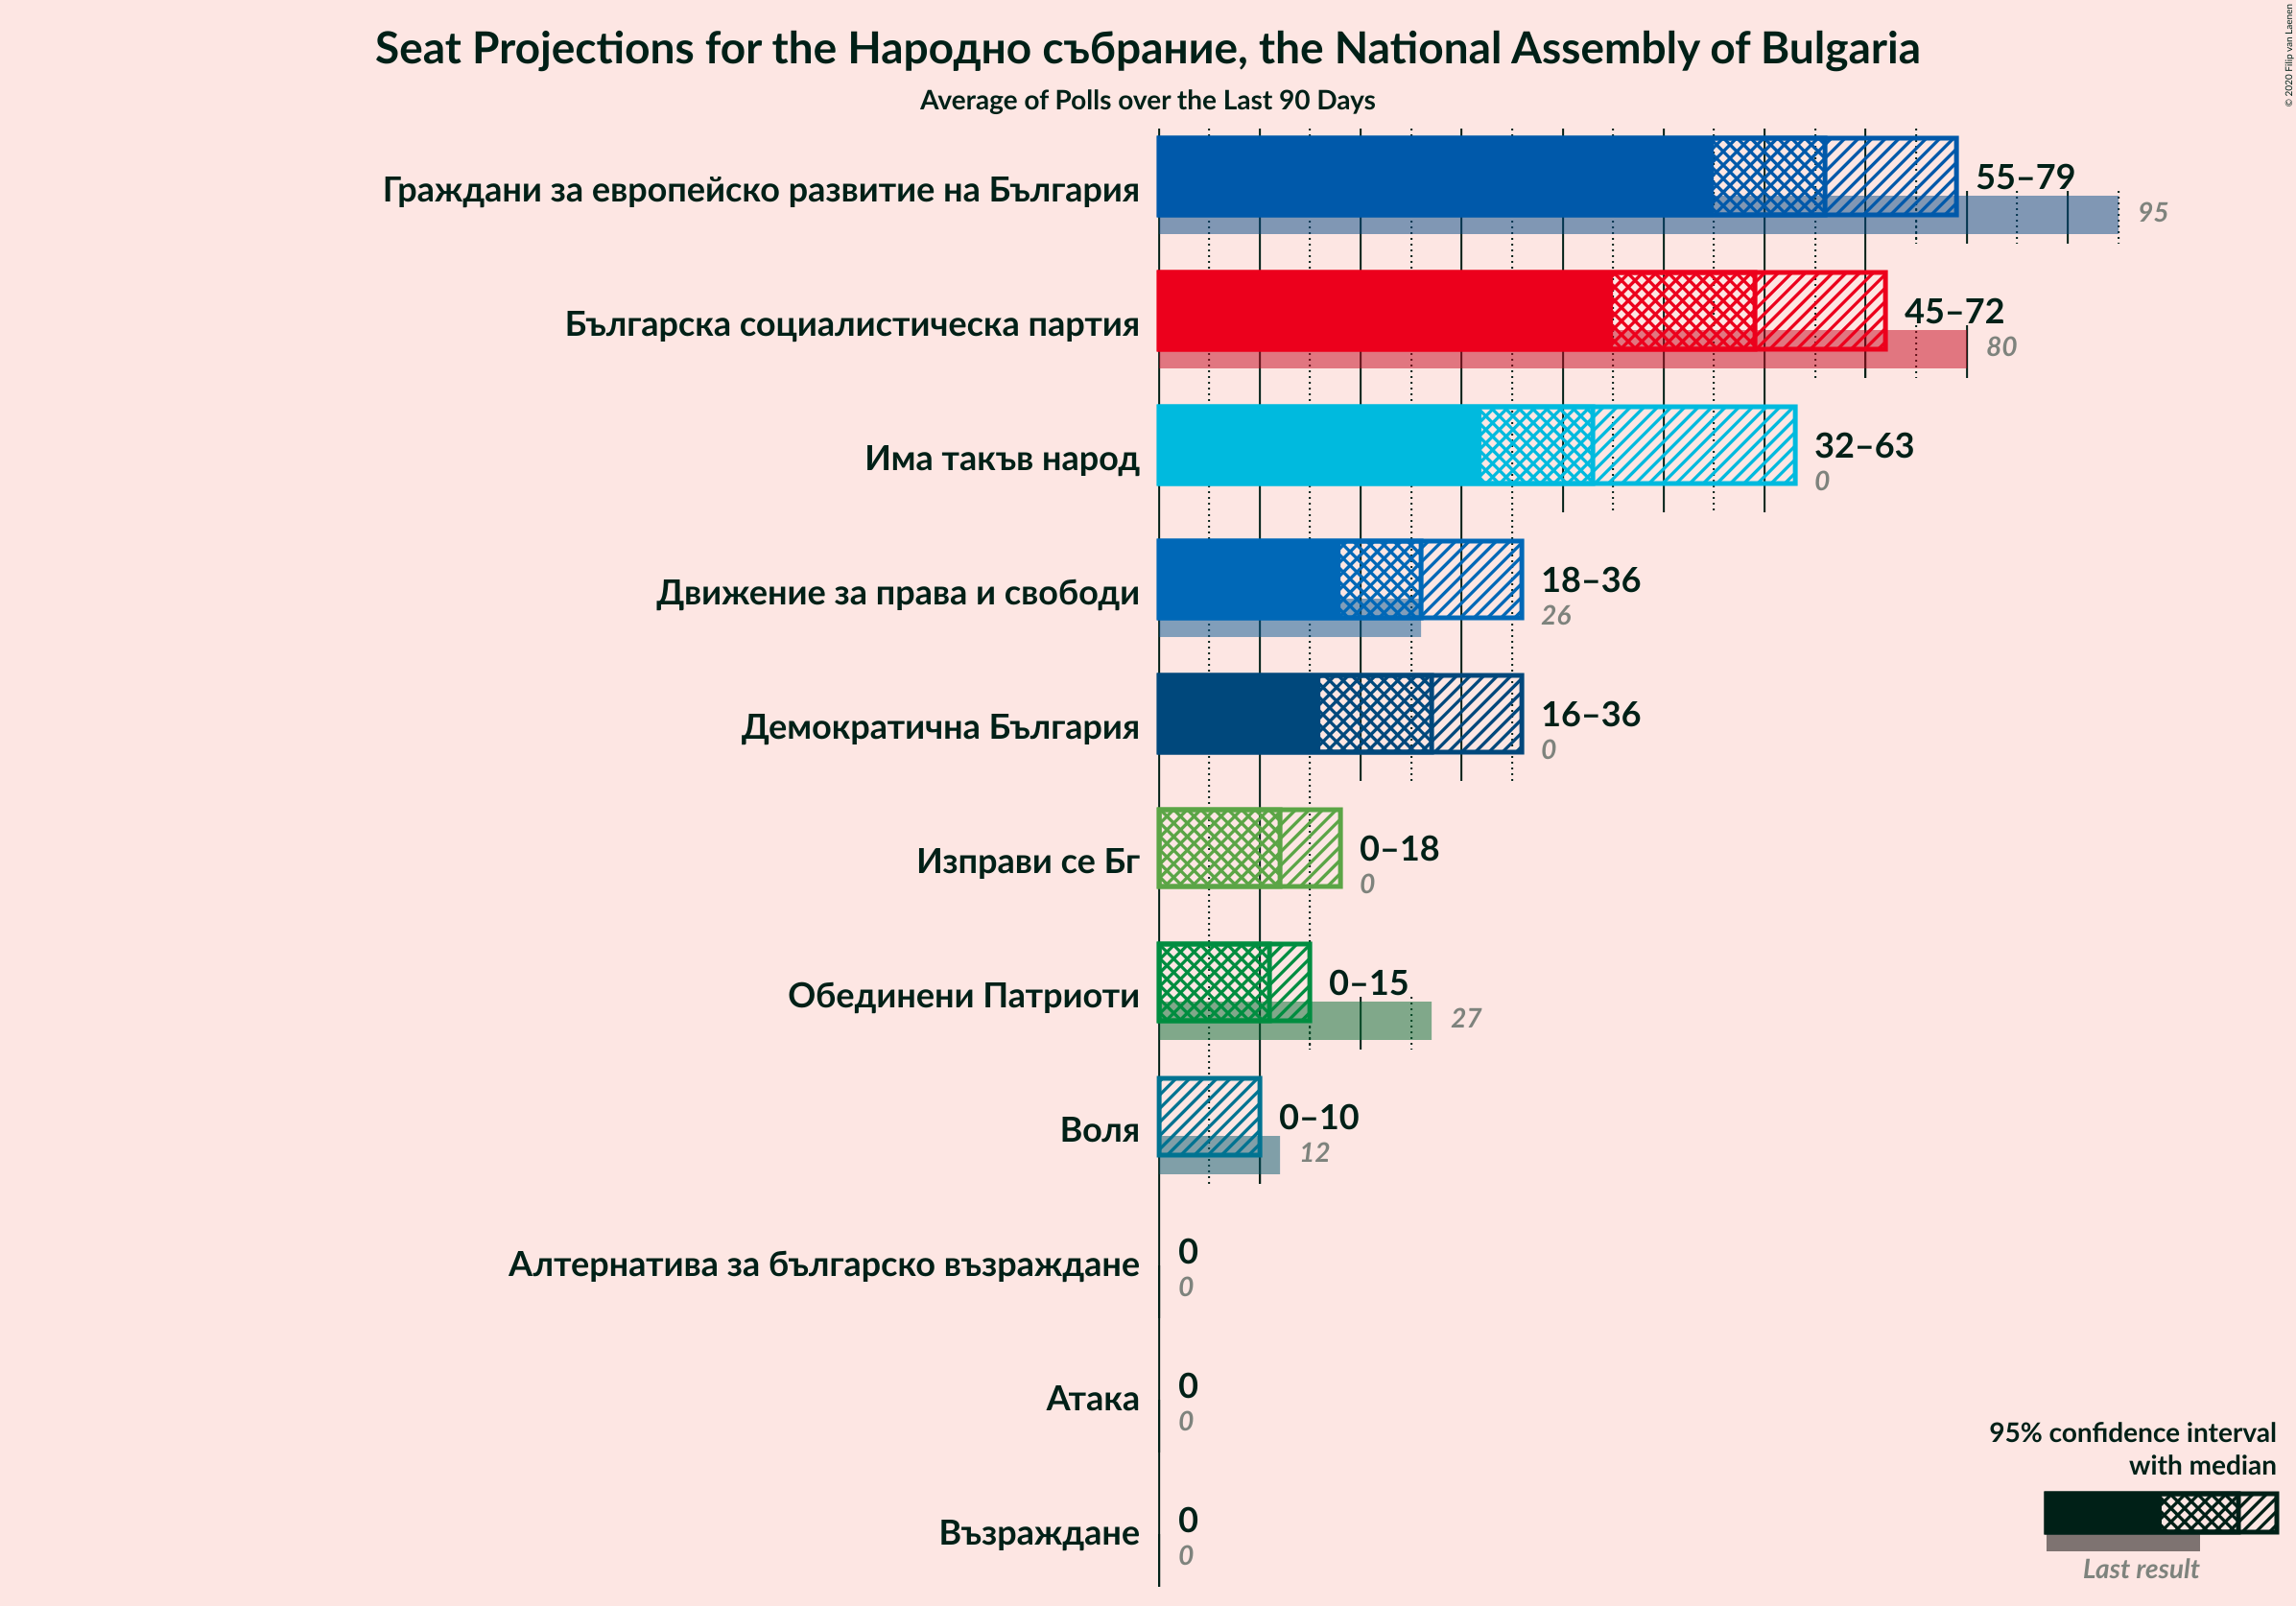 Seat Projections for the Народно събрание, the National Assembly of Bulgaria
Average of Polls over the Last 90 Days
© 2020 Filip van Laenen
Граждани за европейско развитие на България
55–79
95
Българска социалистическа партия
45–72
80
Има такъв народ
32–63
0
Движение за права и свободи
18–36
26
Демократична България
16–36
0
Изправи се Бг
0–18
0
Обединени Патриоти
0–15
27
Воля
0–10
12
Алтернатива за българско възраждане
0
0
Атака
0
0
Възраждане
0
0
95% confidence interval
with median
Last result